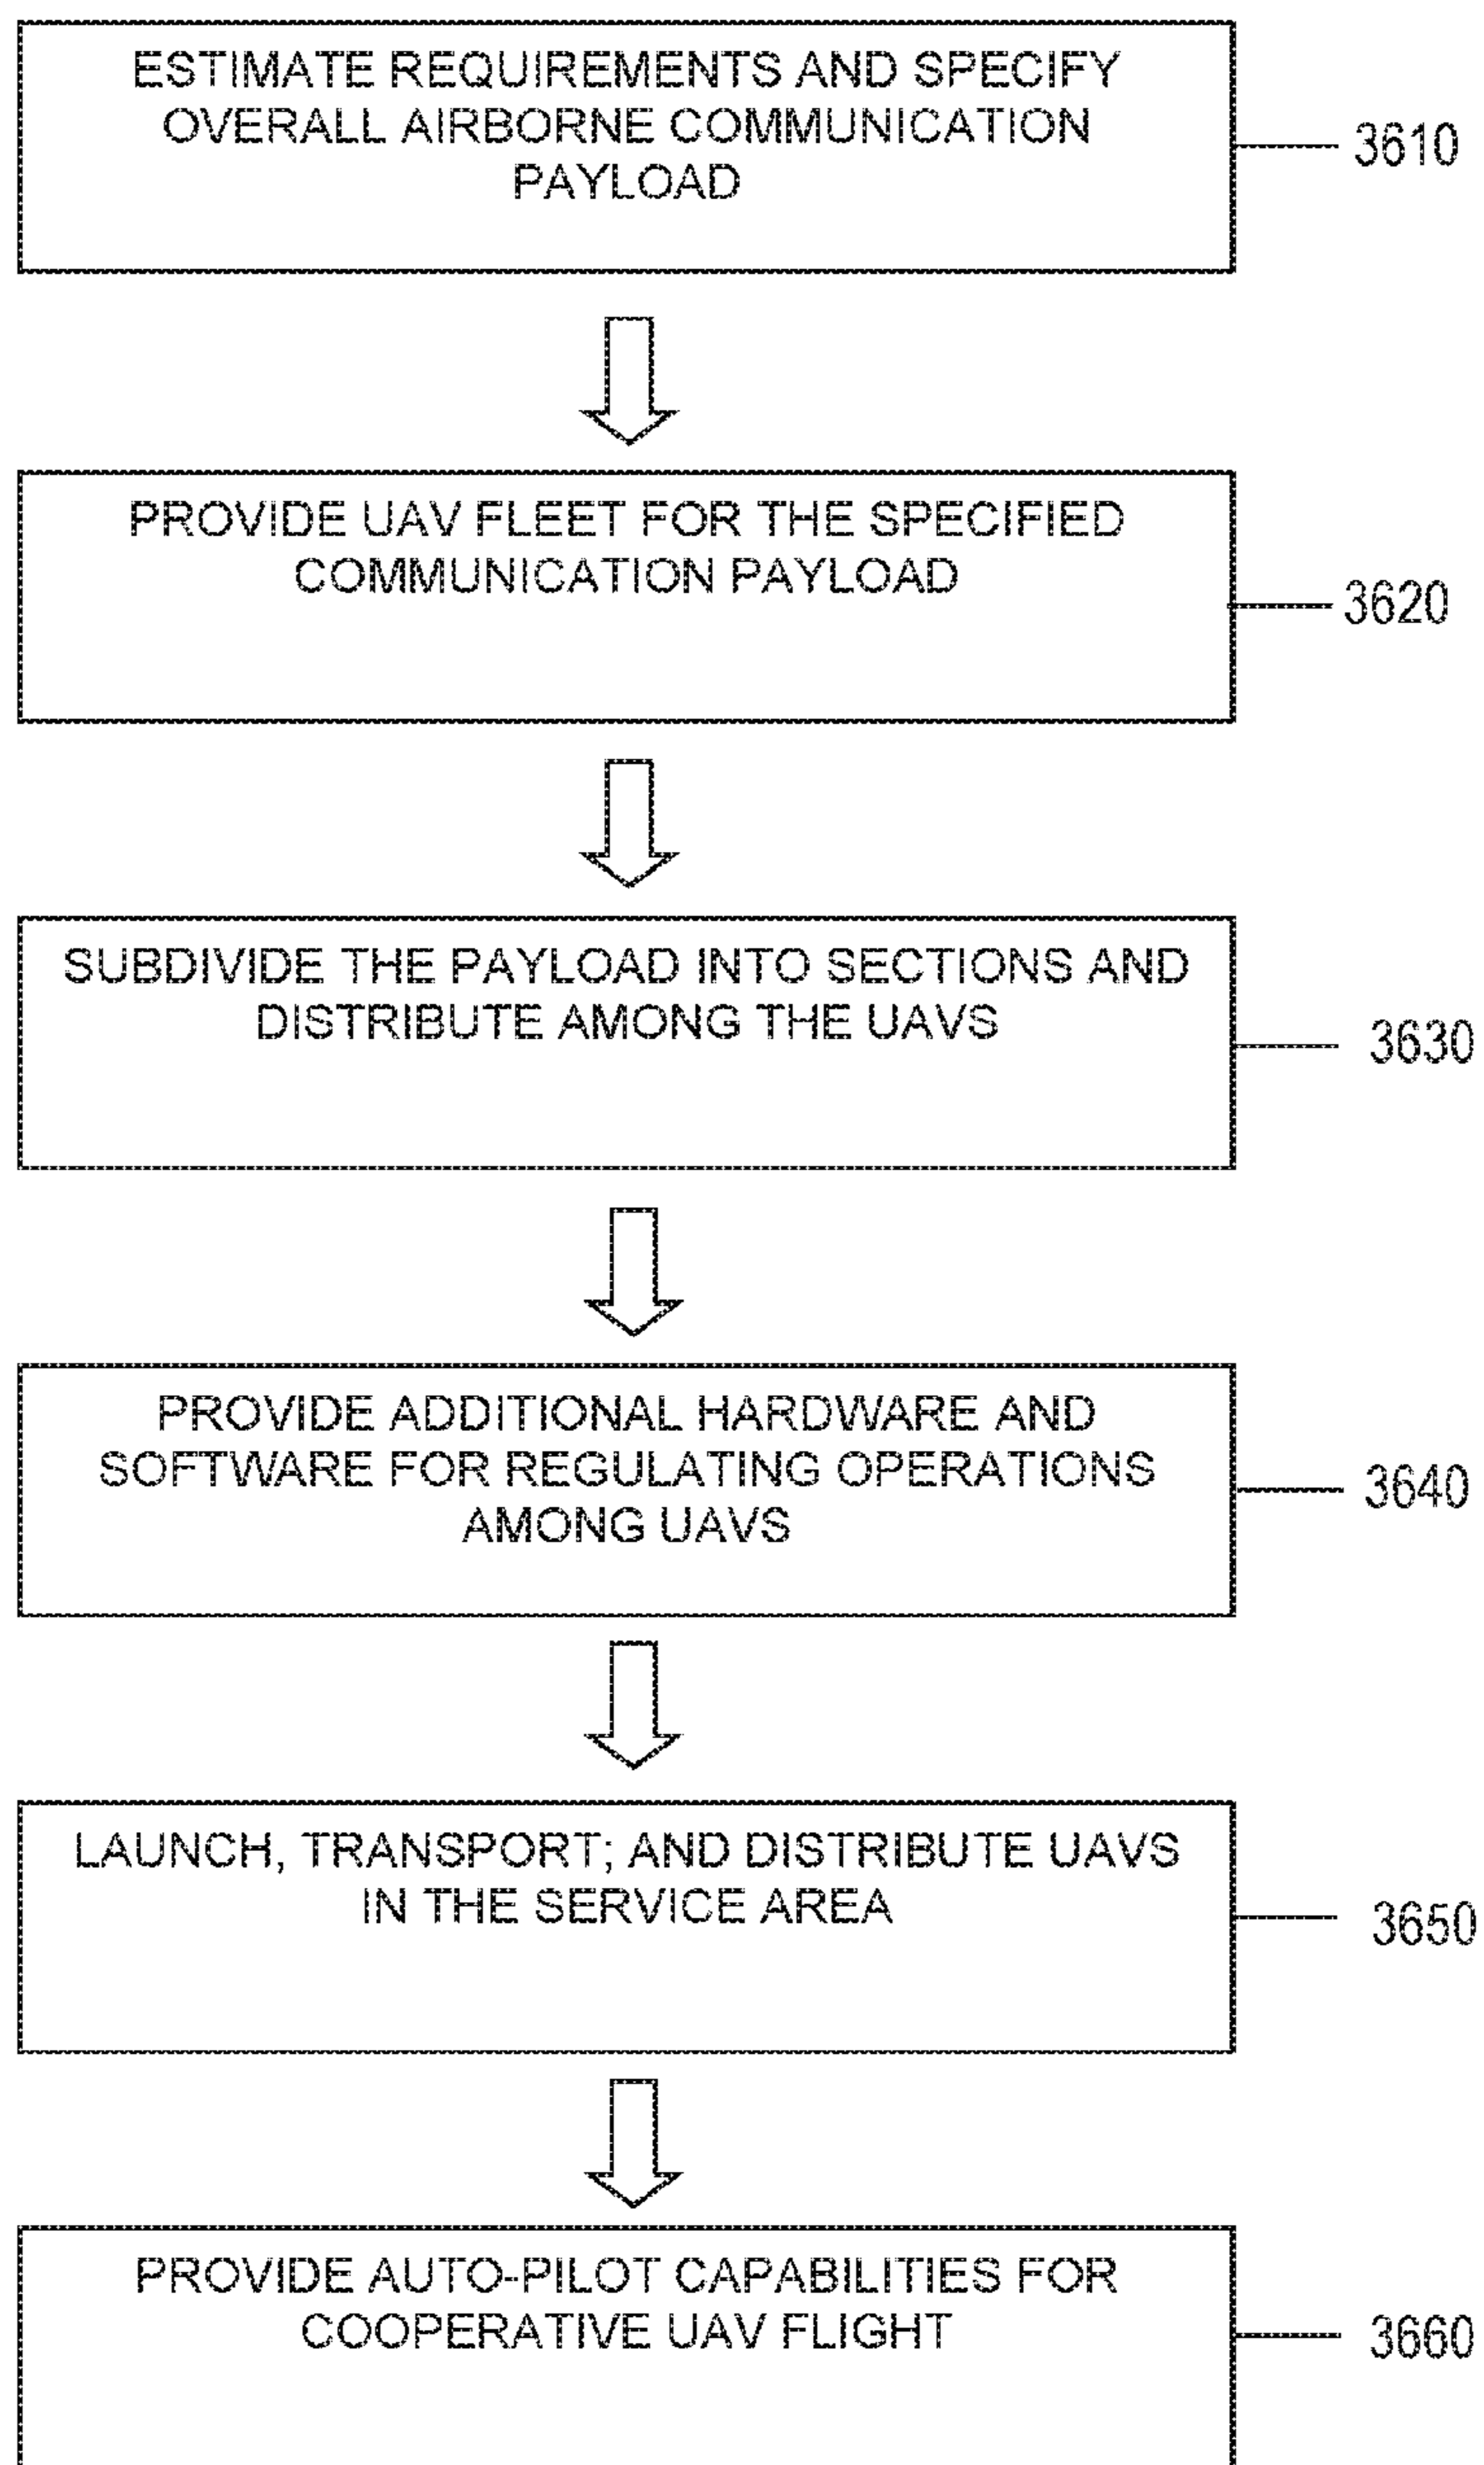 ESTIMATE REQUIREMENTS AND SPECIFY
OVERALL AIRBORNE COMMUNICATION
PAYLOAD
3610
PROVIDE UAV FLEET FOR THE SPECIFIED
COMMUNICATION PAYLOAD
3620
SUBDIVIDE THE PAYLOAD INTO SECTIONS AND
DISTRIBUTE AMONG THE UAVS
3630
PROVIDE ADDITIONAL HARDWARE AND
SOFTWARE FOR REGULATING OPERATIONS
AMONG UAVS
3640
LAUNCH, TRANSPORT; AND DISTRIBUTE UAVS
IN THE SERVICE AREA
3650
PROVIDE AUTO-PILOT CAPABILITIES FOR
COOPERATIVE UAV FLIGHT
3660